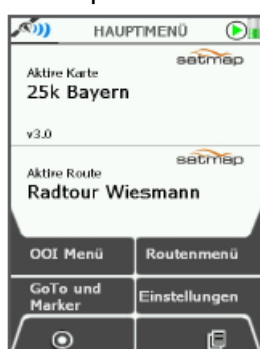 HAUPTMENÜ
satmap
Aktive Karte
25k Bayern
v3.0
satmap
Aktive Route
Radtour Wiesmann
OOI Menü
Routenmenü
GoTo und
Marker
Einstellungen